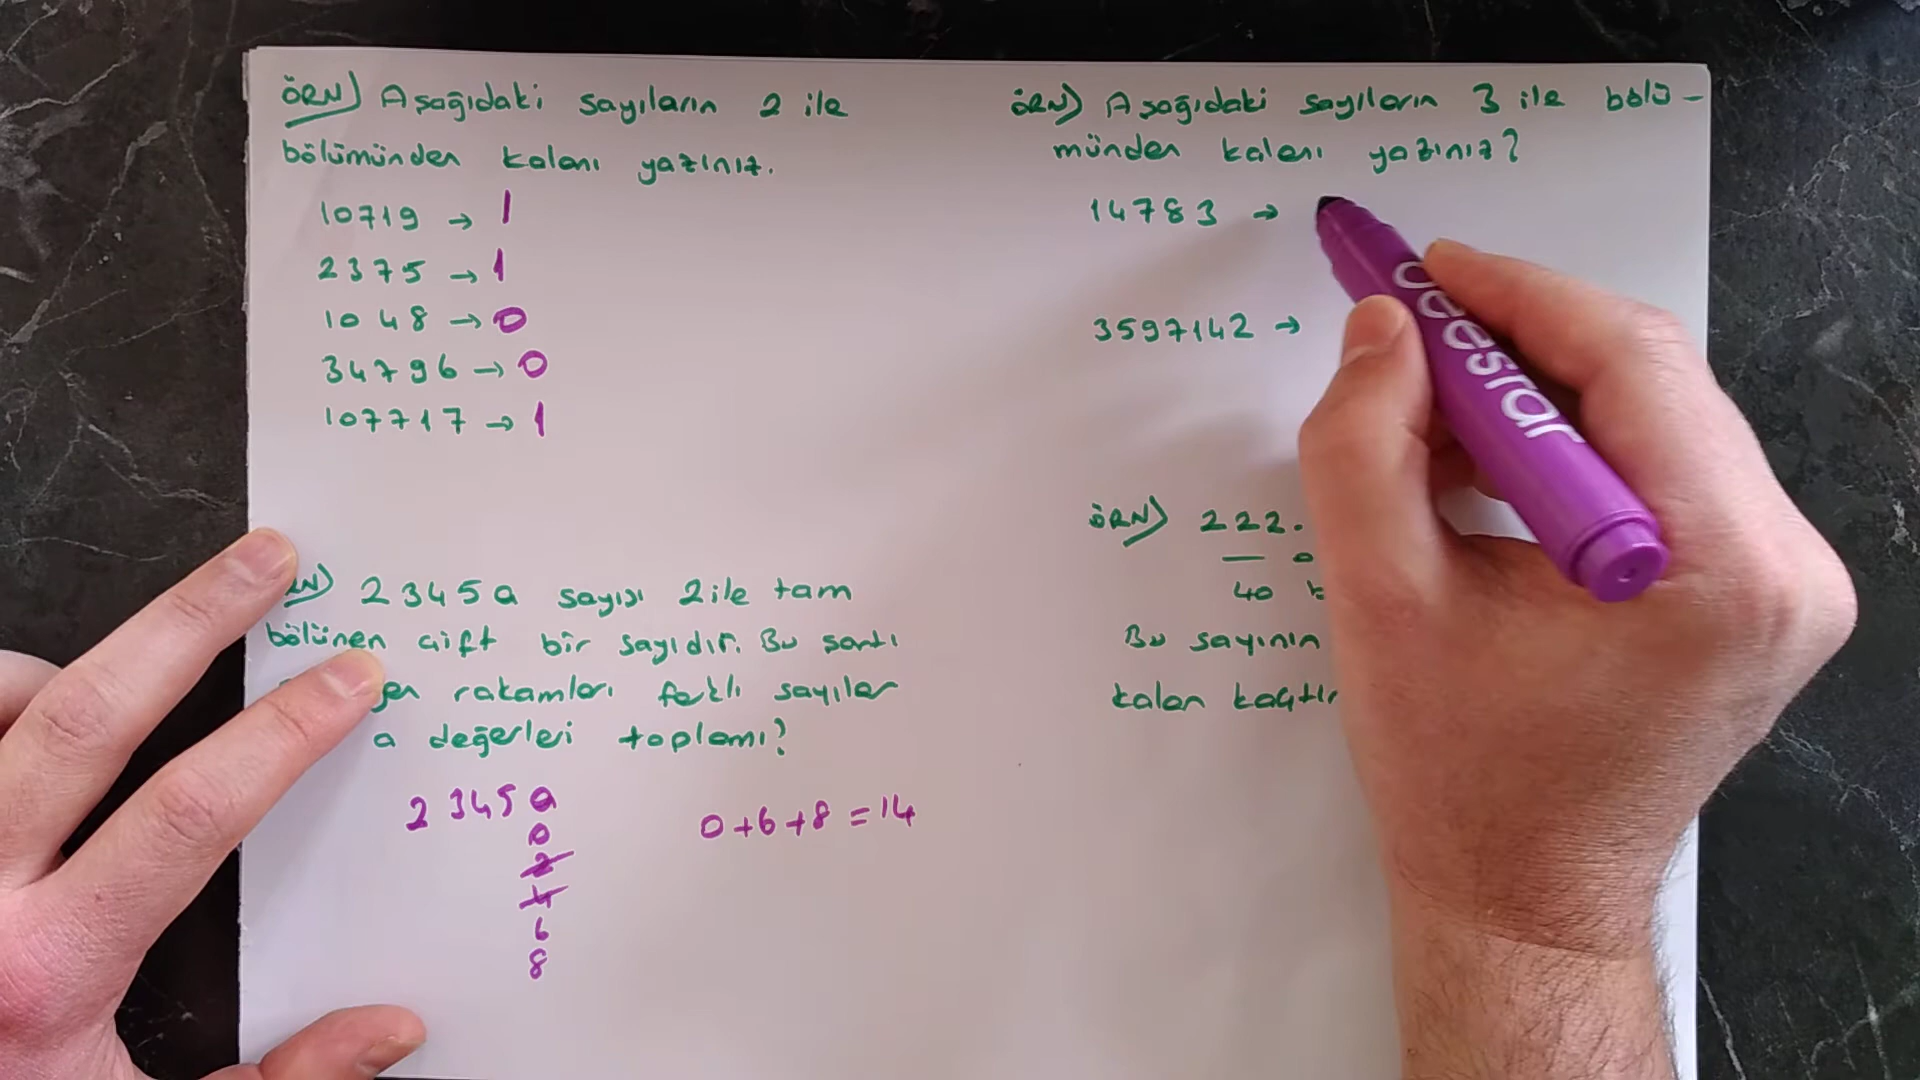 ÖRN) Aşağıdaki sayıların 2 ile
bölümünden kalanı yazınız.
10719 → 1
2375 → 1
1048 → 0
34796 → 0
107717 → 1
2345a sayısı 2 ile tam
bölünen çift bir sayıdır. Bu şartı
rakamları farklı sayılar
a değerleri toplamı?
2345a
0
2
4
6
8
0+6+8=14
ÖRN) Aşağıdaki sayıların 3 ile bölü-
münden kalanı yazınız?
14783 →
3597142 →
ÖRN) 222.
40
Bu sayının
kalan kaçtır